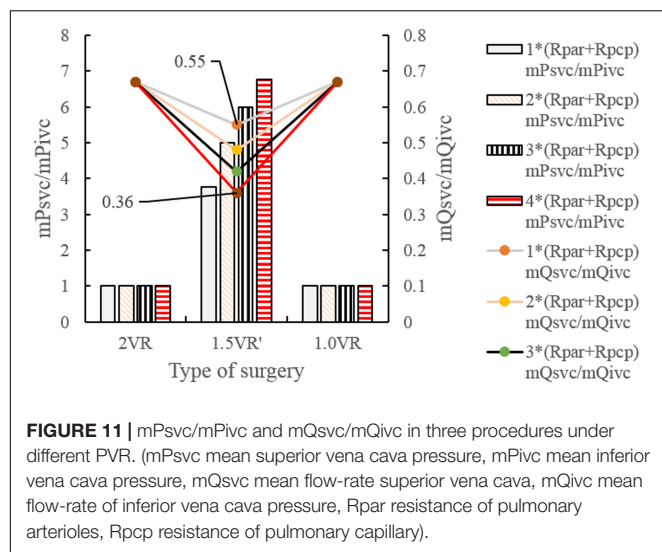 8
7
6
5
4
3
2
1
0
mPsvc/mPivc
0.55
0.36
0.8
0.7
0.6
0.5
0.4
0.3
0.2
0.1
0
mQsvc/mQivc
2VR
1.5VR'
1.0VR
Type of surgery
1*(Rpar+Rpcp)
mPsvc/mPivc
2*(Rpar+Rpcp)
mPsvc/mPivc
3*(Rpar+Rpcp)
mPsvc/mPivc
4*(Rpar+Rpcp)
mPsvc/mPivc
1*(Rpar+Rpcp)
mQsvc/mQivc
2*(Rpar+Rpcp)
mQsvc/mQivc
3*(Rpar+Rpcp)
mQsvc/mQivc
FIGURE 11 | mPsvc/mPivc and mQsvc/mQivc in three procedures under
different PVR. (mPsvc mean superior vena cava pressure, mPivc mean inferior
vena cava pressure, mQsvc mean flow-rate superior vena cava, mQivc mean
flow-rate of inferior vena cava pressure, Rpar resistance of pulmonary
arterioles, Rpcp resistance of pulmonary capillary).